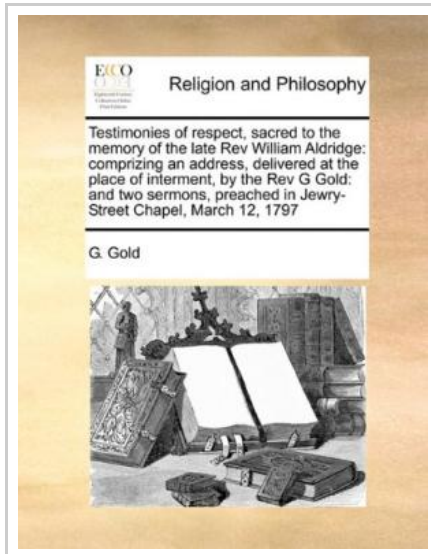 ECCO
Religion and Philosophy
Testimonies of respect, sacred to the
memory of the late Rev William Aldridge:
comprizing an address, delivered at the
place of interment, by the Rev G Gold:
and two sermons, preached in Jewry-
Street Chapel, March 12, 1797
G. Gold